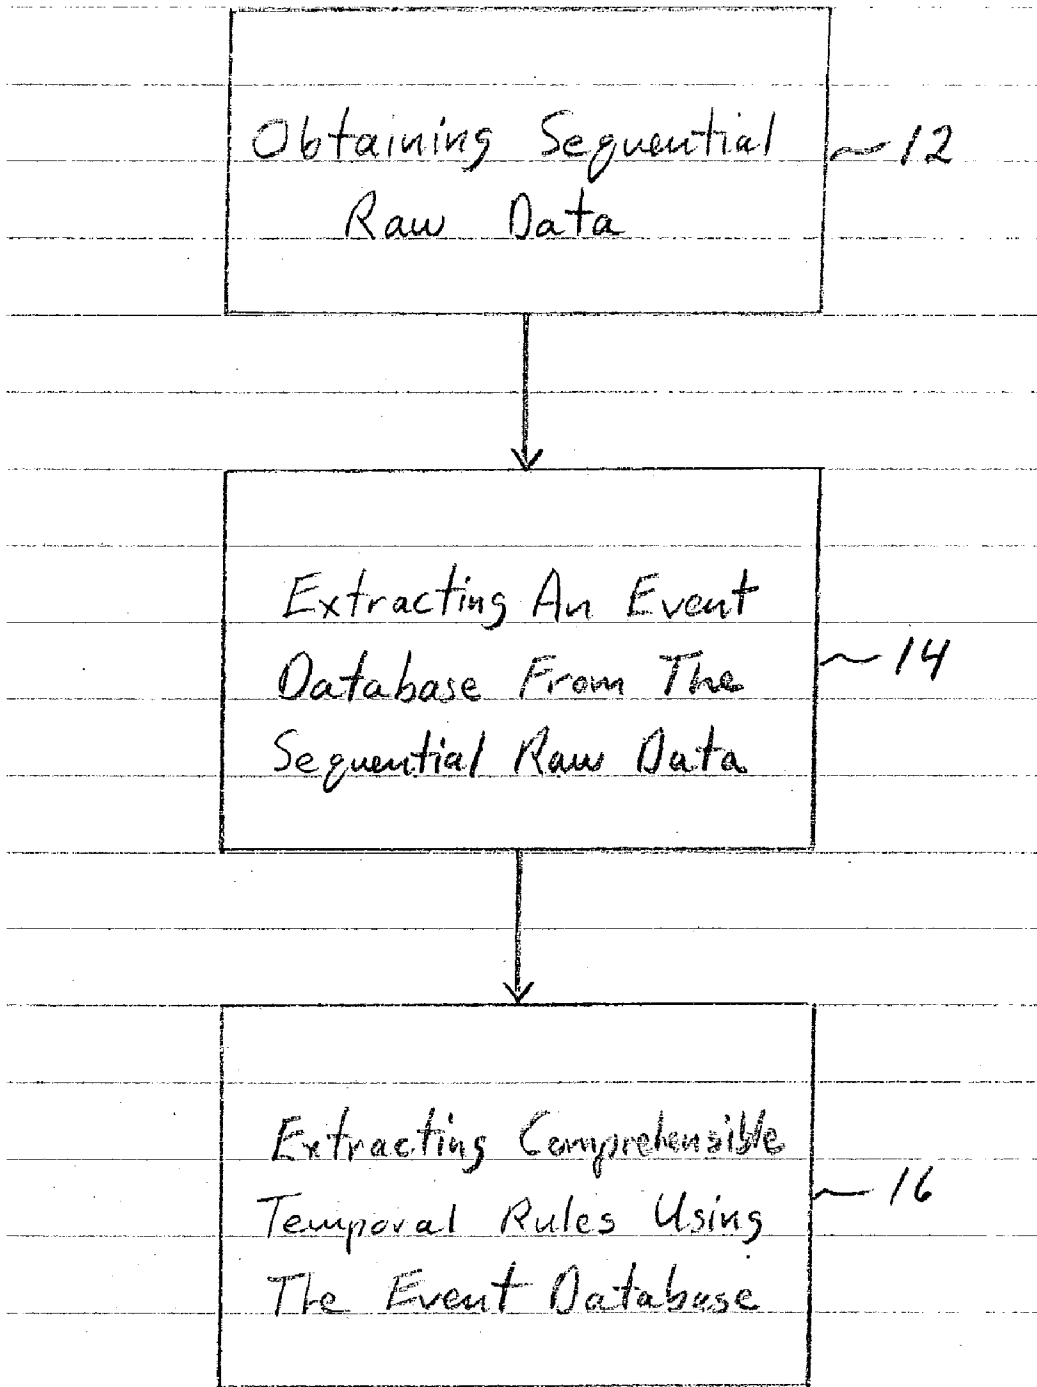 Obtaining Sequential
Raw Data
~ 12
Extracting An Event
Database From The
Sequential Raw Data
~ 14
Extracting Comprehensible
Temporal Rules Using
The Event Database
~ 16